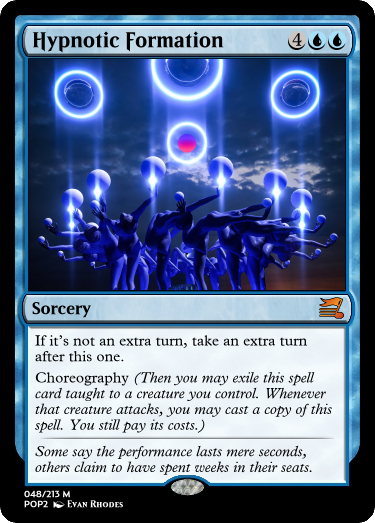 Hypnotic Formation 4
Sorcery
If it's not an extra turn, take an extra turn
after this one.
Choreography (Then you may exile this spell
card taught to a creature you control. Whenever
that creature attacks, you may cast a copy of this
spell. You still pay its costs.)
Some say the performance lasts mere seconds,
others claim to have spent weeks in their seats.
048/213 M
POP2 Evan Rhodes